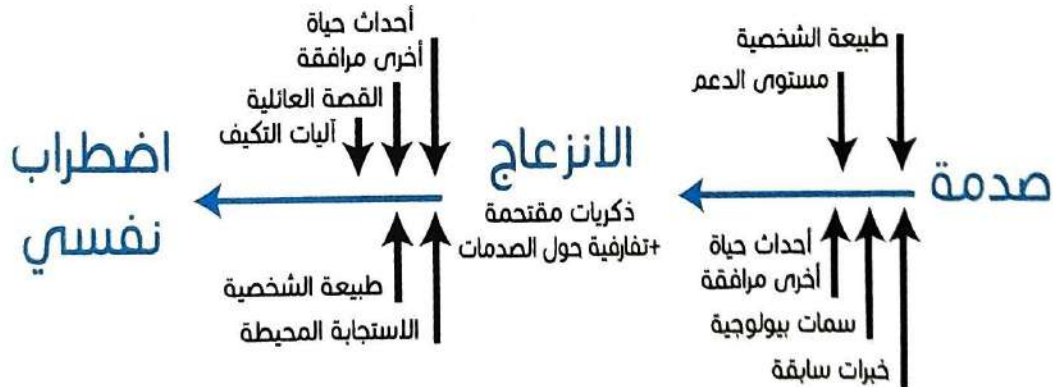 صدمة
طبيعة الشخصية
مستوى الدعم
أحداث حياة
أخرى مرافقة
سمات بيولوجية
خبرات سابقة
الانزعاج
ذكريات مقتحمة
+تفارقية حول الصدمات
أحداث حياة
أخرى مرافقة
القصة العائلية
آليات التكيف
طبيعة الشخصية
الاستجابة المحيطة
اضطراب
نفسي